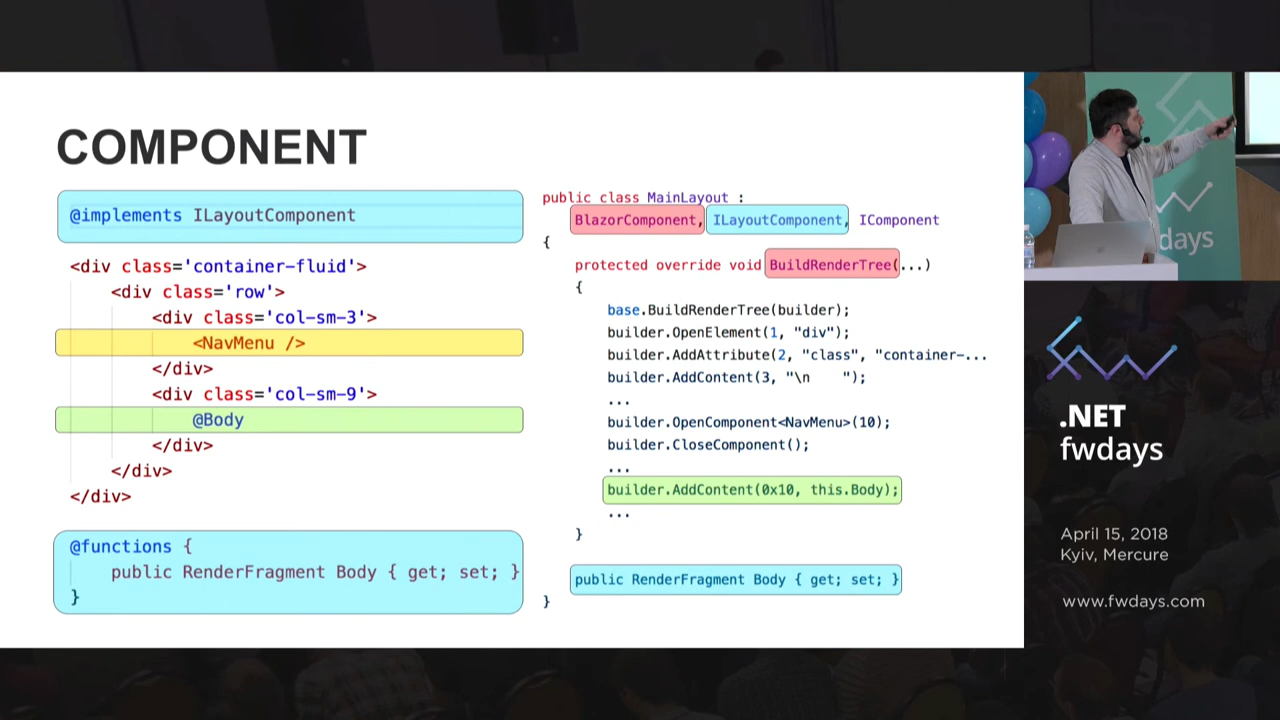 COMPONENT
@implements ILayoutComponent
<div class='container-fluid'>
<div class='row'>
<div class='col-sm-3'>
<NavMenu />
</div>
<div class='col-sm-9'>
@Body
</div>
</div>
</div>
@functions {
public RenderFragment Body { get; set; }
}
public class MainLayout :
BlazorComponent, ILayoutComponent, IComponent
{
protected override void BuildRenderTree(...)
{
base.BuildRenderTree(builder);
builder.OpenElement(1, "div");
builder.AddAttribute(2, "class", "container-...
builder.AddContent(3, "\n    ");
...
builder.OpenComponent<NavMenu>(10);
builder.CloseComponent();
...
builder.AddContent(0x10, this.Body);
...
}
public RenderFragment Body { get; set; }
}
days
.NET
fwdays
April 15, 2018
Kyiv, Mercure
www.fwdays.com